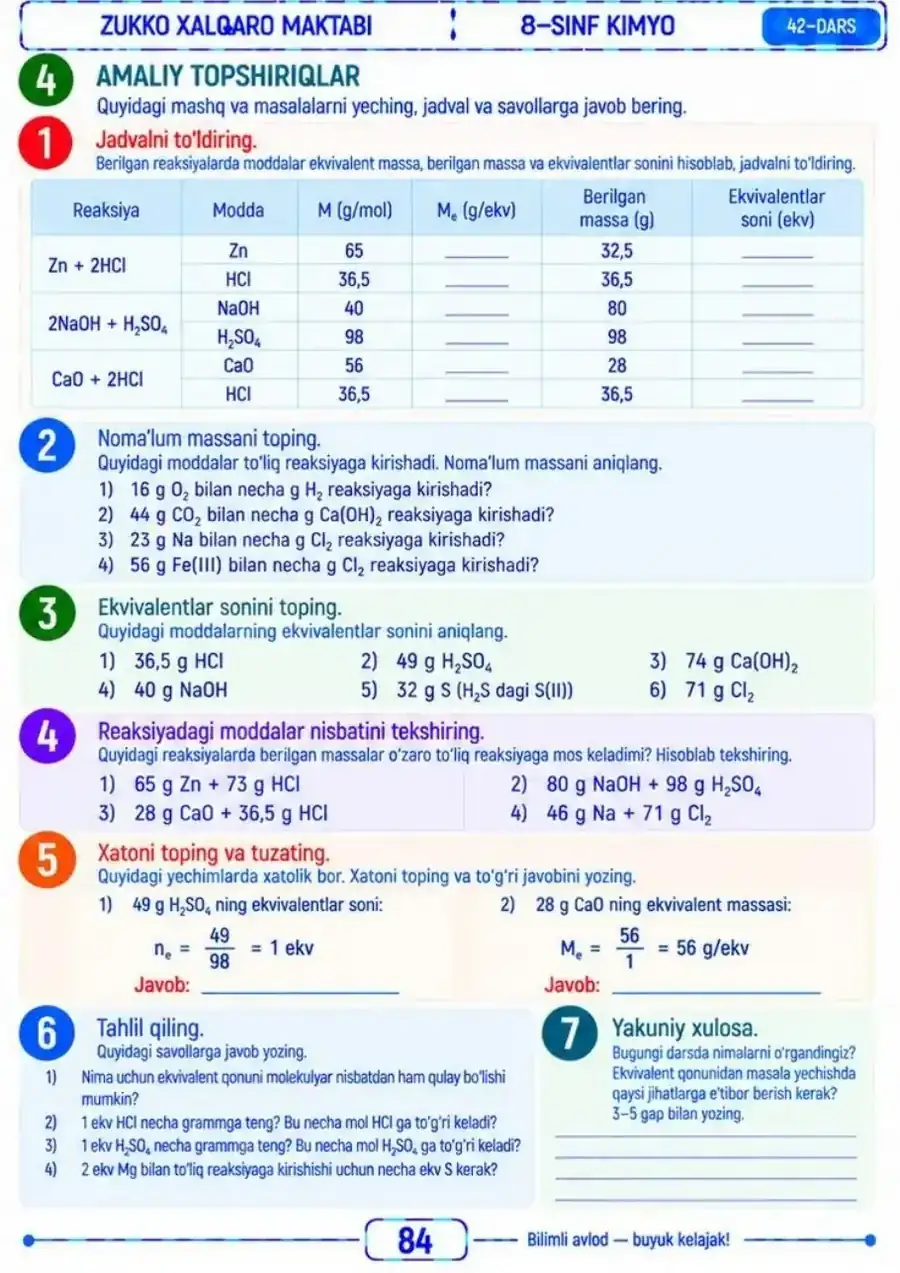 ZUKKO XALQARO MAKTABI
8–SINF KIMYO
42–DARS
4 AMALIY TOPSHIRIQLAR
Quyidagi mashq va masalalarni yeching, jadval va savollarga javob bering.
1 Jadvalni to'ldiring.
Berilgan reaksiyalarda moddalar ekvivalent massa, berilgan massa va ekvivalentlar sonini hisoblab, jadvalni to'ldiring.
Reaksiya Modda M (g/mol) Mₑ (g/ekv) Berilgan massa (g) Ekvivalentlar soni (ekv)
Zn + 2HCl
Zn 65 ______ 32,5 ______
HCl 36,5 ______ 36,5 ______
2NaOH + H₂SO₄
NaOH 40 ______ 80 ______
H₂SO₄ 98 ______ 98 ______
CaO + 2HCl
CaO 56 ______ 28 ______
HCl 36,5 ______ 36,5 ______
2 Noma'lum massani toping.
Quyidagi moddalar to'liq reaksiyaga kirishadi. Noma'lum massani aniqlang.
1) 16 g O₂ bilan necha g H₂ reaksiyaga kirishadi?
2) 44 g CO₂ bilan necha g Ca(OH)₂ reaksiyaga kirishadi?
3) 23 g Na bilan necha g Cl₂ reaksiyaga kirishadi?
4) 56 g Fe(III) bilan necha g Cl₂ reaksiyaga kirishadi?
3 Ekvivalentlar sonini toping.
Quyidagi moddalarning ekvivalentlar sonini aniqlang.
1) 36,5 g HCl 2) 49 g H₂SO₄ 3) 74 g Ca(OH)₂
4) 40 g NaOH 5) 32 g S (H₂S dagi S(II)) 6) 71 g Cl₂
4 Reaksiyadagi moddalar nisbatini tekshiring.
Quyidagi reaksiyalarda berilgan massalar o'zaro to'liq reaksiyaga mos keladimi? Hisoblab tekshiring.
1) 65 g Zn + 73 g HCl 2) 80 g NaOH + 98 g H₂SO₄
3) 28 g CaO + 36,5 g HCl 4) 46 g Na + 71 g Cl₂
5 Xatoni toping va tuzating.
Quyidagi yechimlarda xatolik bor. Xatoni toping va to'g'ri javobini yozing.
1) 49 g H₂SO₄ ning ekvivalentlar soni:
nₑ = 49/98 = 1 ekv
Javob: ______
2) 28 g CaO ning ekvivalent massasi:
Mₑ = 56/1 = 56 g/ekv
Javob: ______
6 Tahlil qiling.
Quyidagi savollarga javob yozing.
1) Nima uchun ekvivalent qonuni molekulyar nisbatdan ham qulay bo'lishi
mumkin?
2) 1 ekv HCl necha grammga teng? Bu necha mol HCl ga to'g'ri keladi?
3) 1 ekv H₂SO₄ necha grammga teng? Bu necha mol H₂SO₄ ga to'g'ri keladi?
4) 2 ekv Mg bilan to'liq reaksiyaga kirishishi uchun necha ekv S kerak?
7 Yakuniy xulosa.
Bugungi darsda nimalarni o'rgandingiz?
Ekvivalent qonunidan masala yechishda
qaysi jihatlarga e'tibor berish kerak?
3–5 gap bilan yozing.
84
Bilimli avlod — buyuk kelajak!